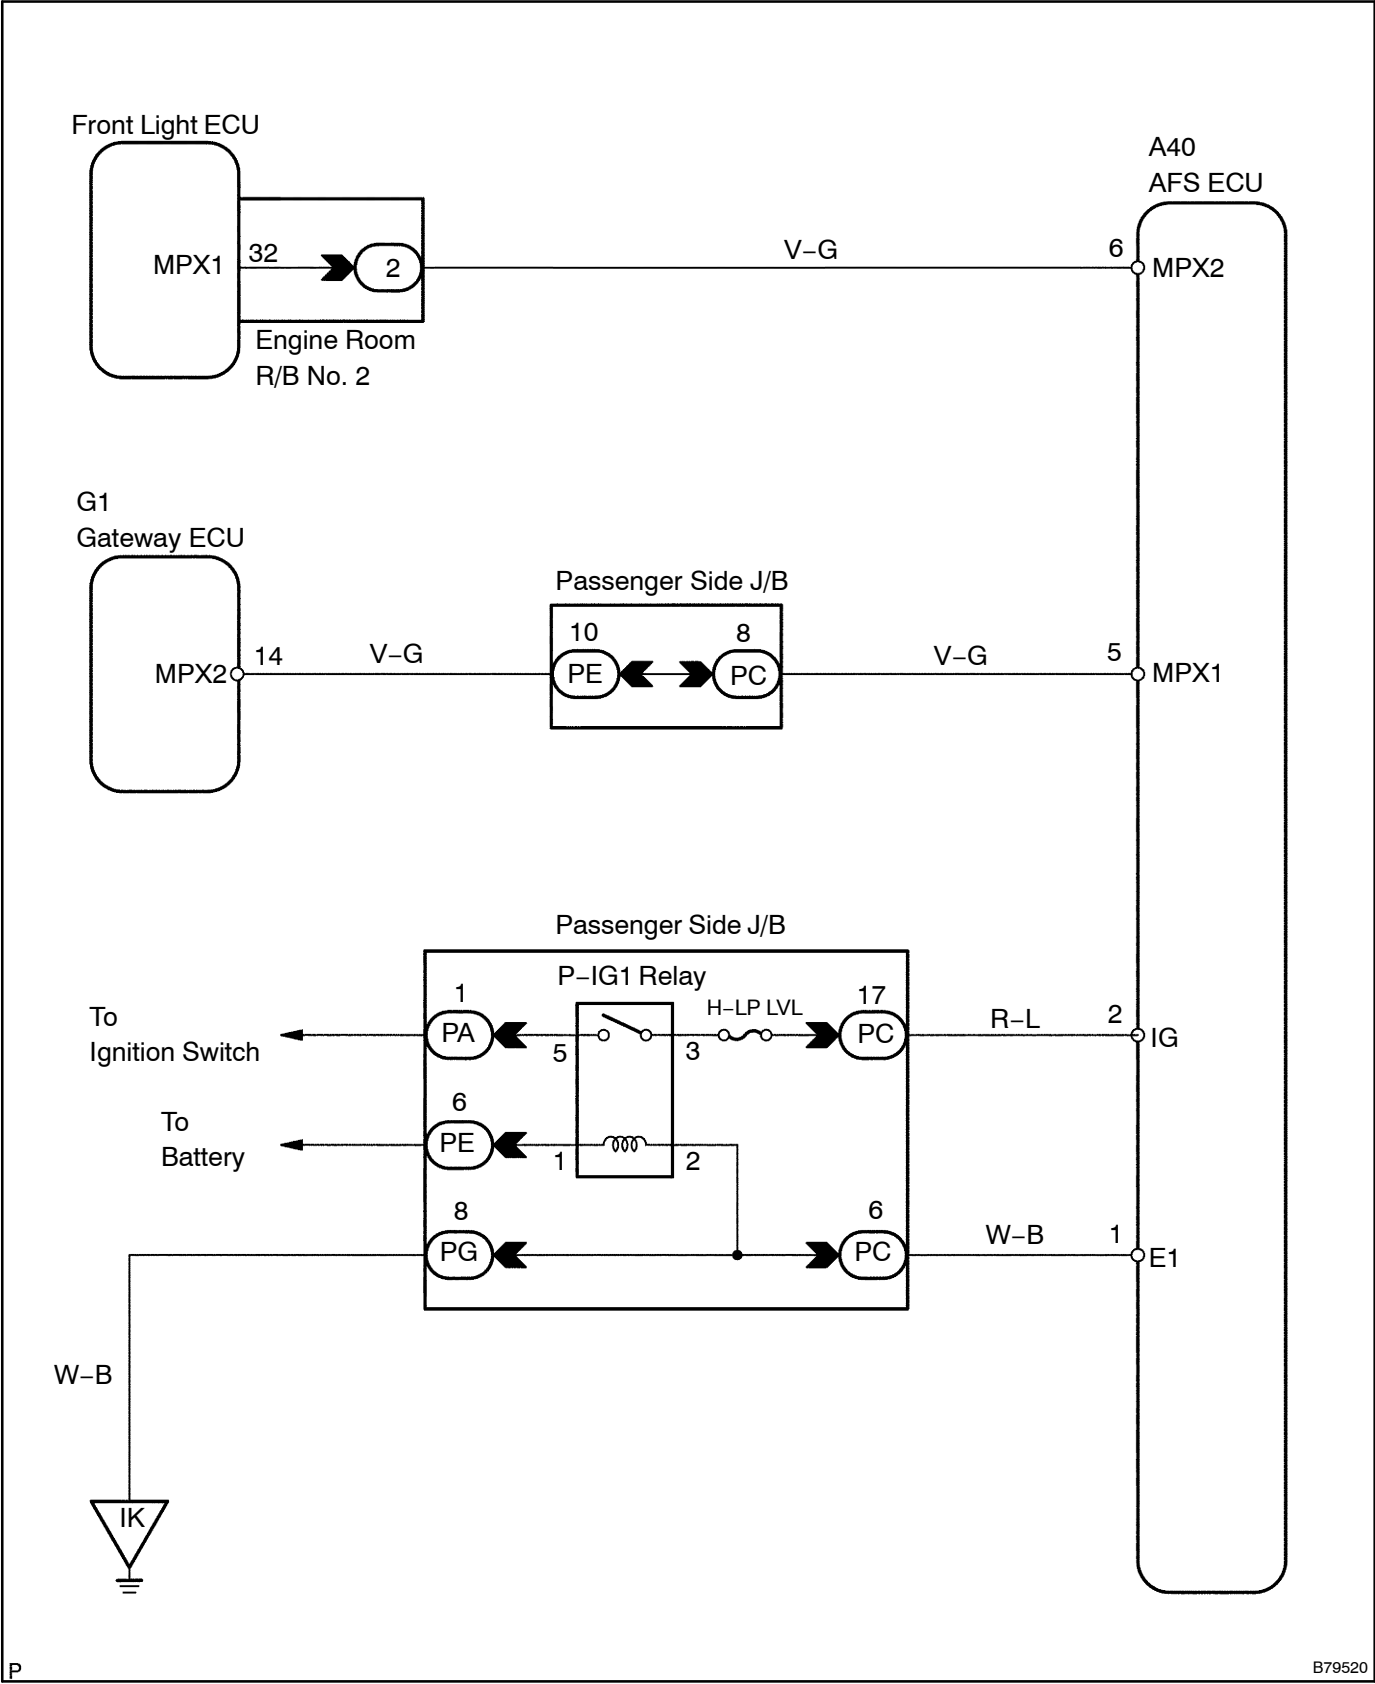 Front Light ECU
A40
AFS ECU
MPX1
32
2
V–G
6
MPX2
Engine Room
R/B No. 2
G1
Gateway ECU
Passenger Side J/B
MPX2
14
V–G
10
PE
8
PC
V–G
5
MPX1
Passenger Side J/B
P–IG1 Relay
To
Ignition Switch
1
PA
5
3
H–LP LVL
17
PC
R–L
2
IG
To
Battery
6
PE
1
2
8
PG
6
PC
W–B
1
E1
W–B
IK
P
B79520